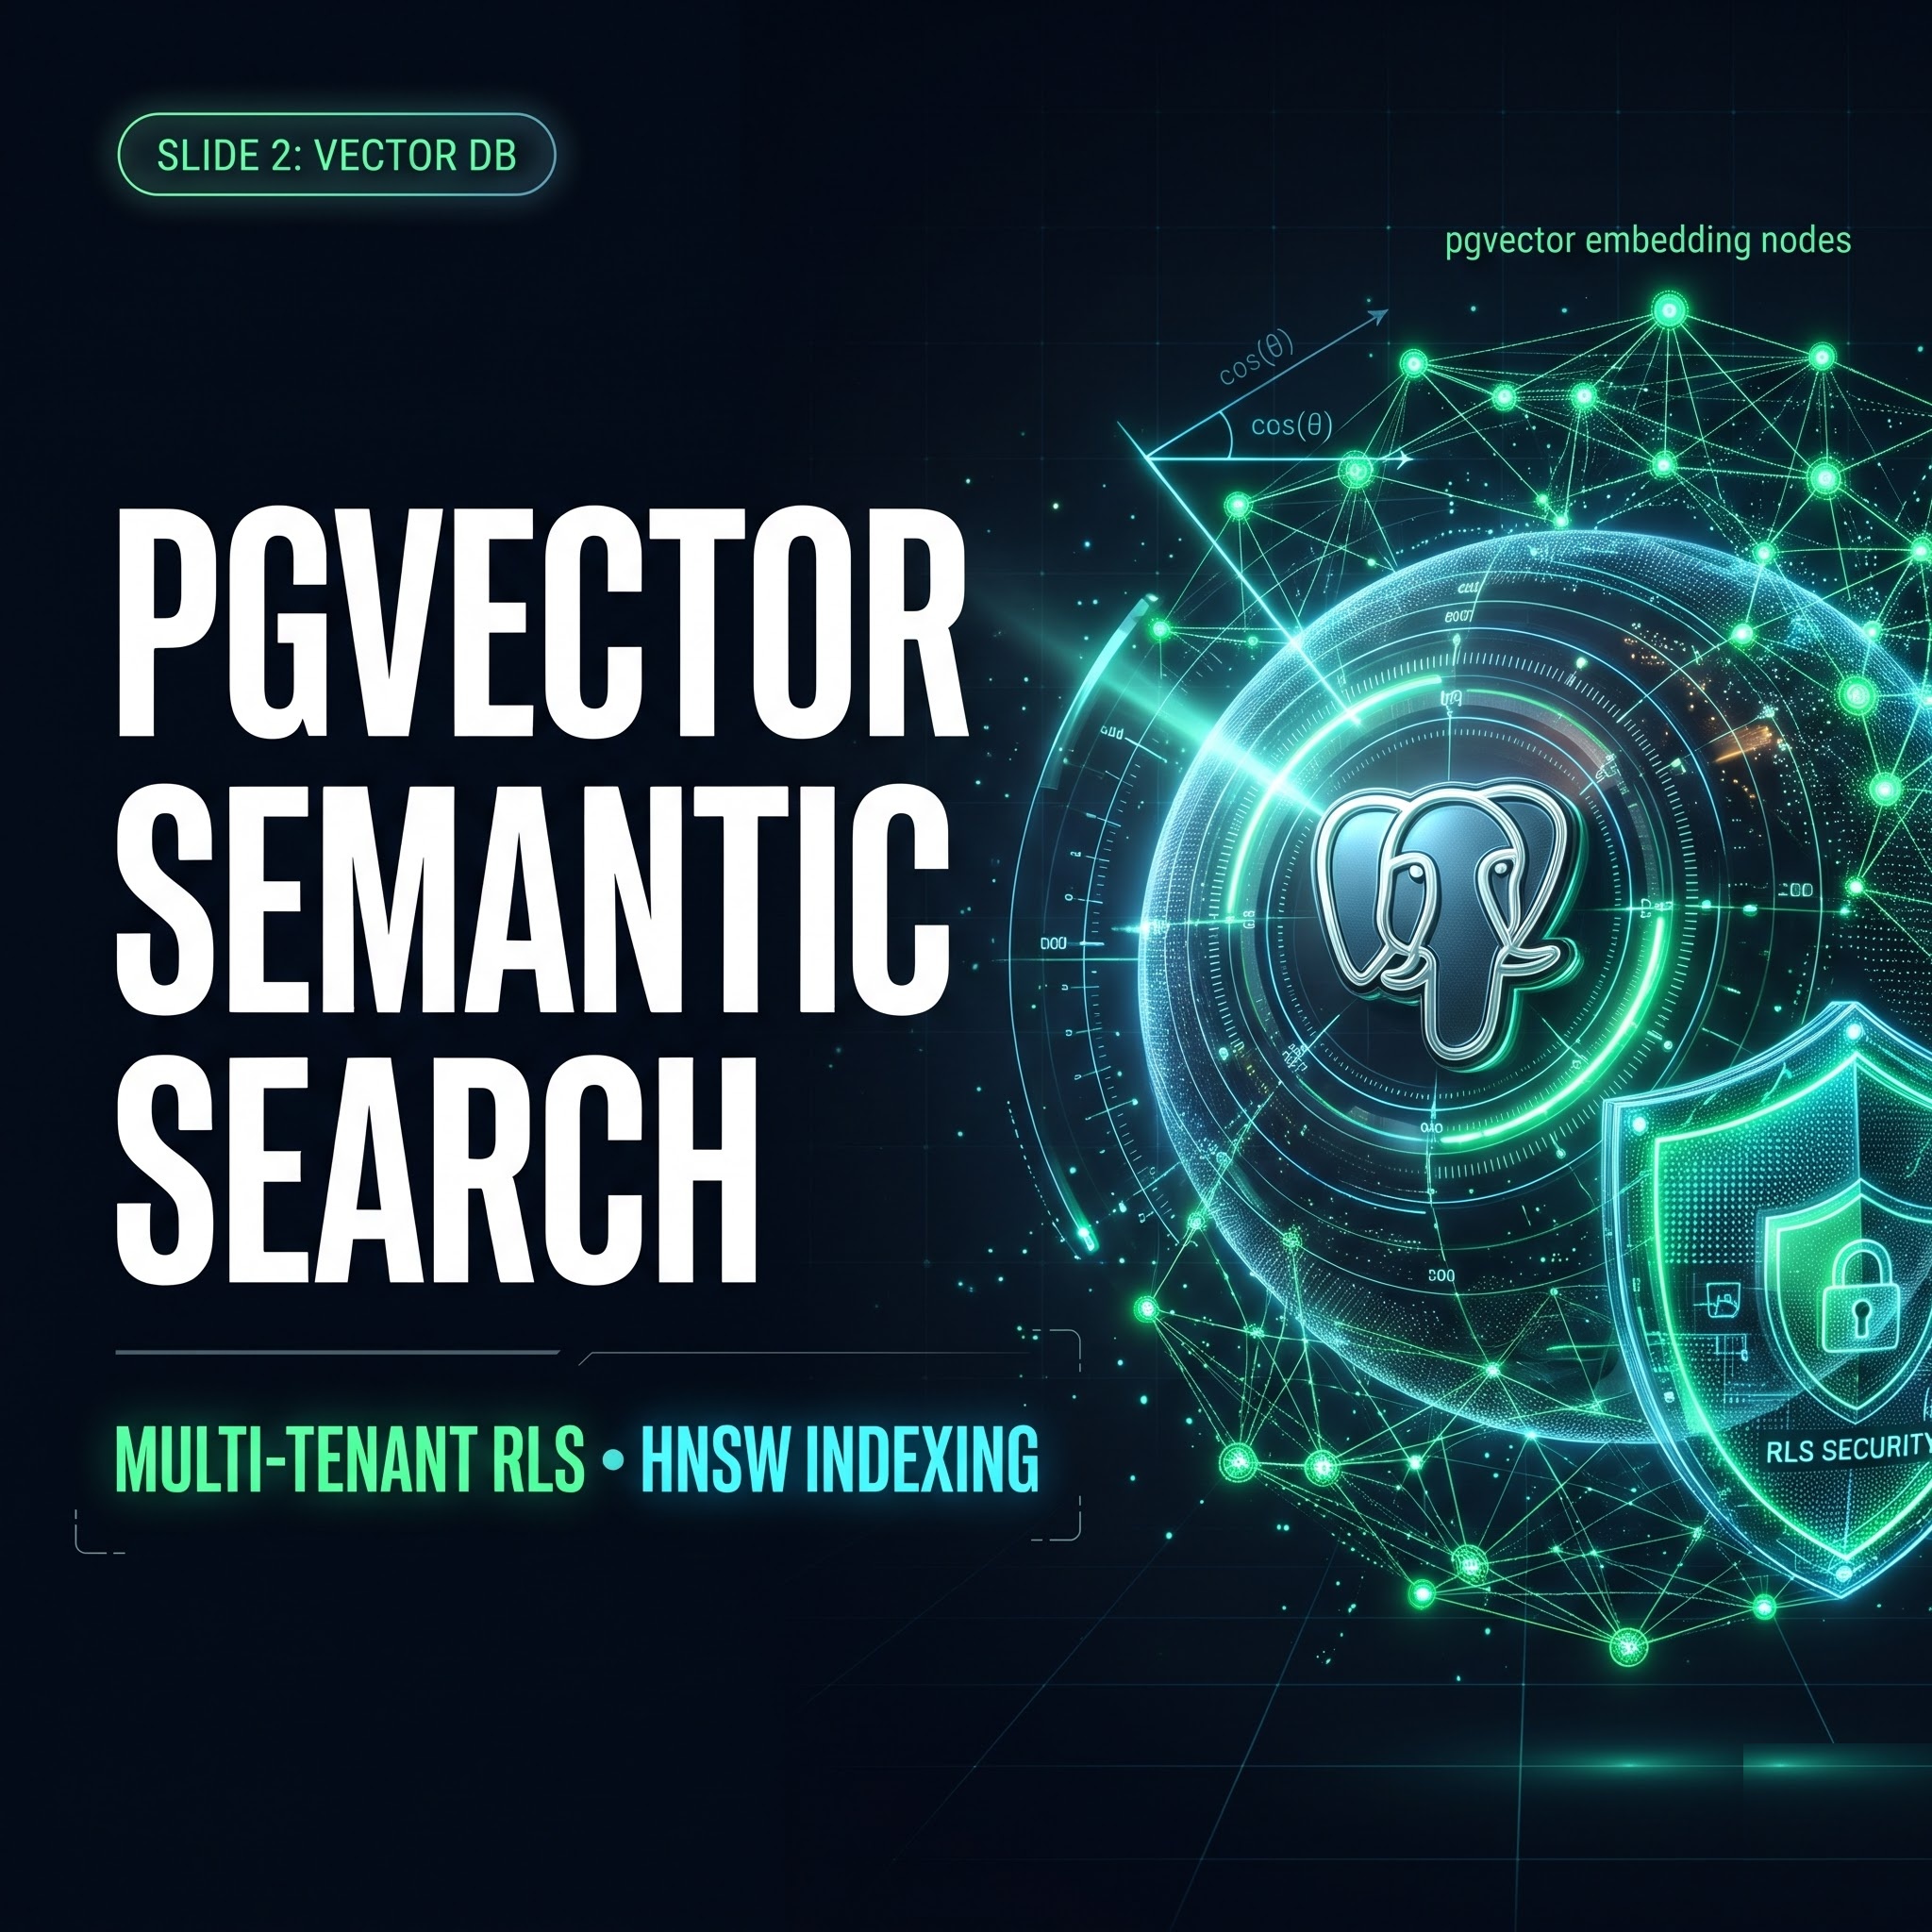 SLIDE 2: VECTOR DB
pgvector embedding nodes
cos(θ)
cos(θ)
PGVECTOR
SEMANTIC
SEARCH
MULTI-TENANT RLS • HNSW INDEXING
RLS SECURITY